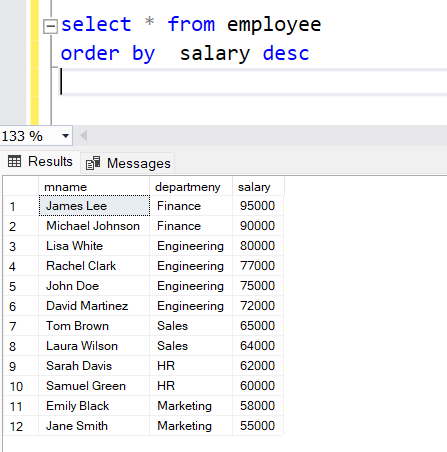 select * from employee
order by  salary desc
133 %
Results Messages
mname departmeny salary
1 James Lee Finance 95000
2 Michael Johnson Finance 90000
3 Lisa White Engineering 80000
4 Rachel Clark Engineering 77000
5 John Doe Engineering 75000
6 David Martinez Engineering 72000
7 Tom Brown Sales 65000
8 Laura Wilson Sales 64000
9 Sarah Davis HR 62000
10 Samuel Green HR 60000
11 Emily Black Marketing 58000
12 Jane Smith Marketing 55000